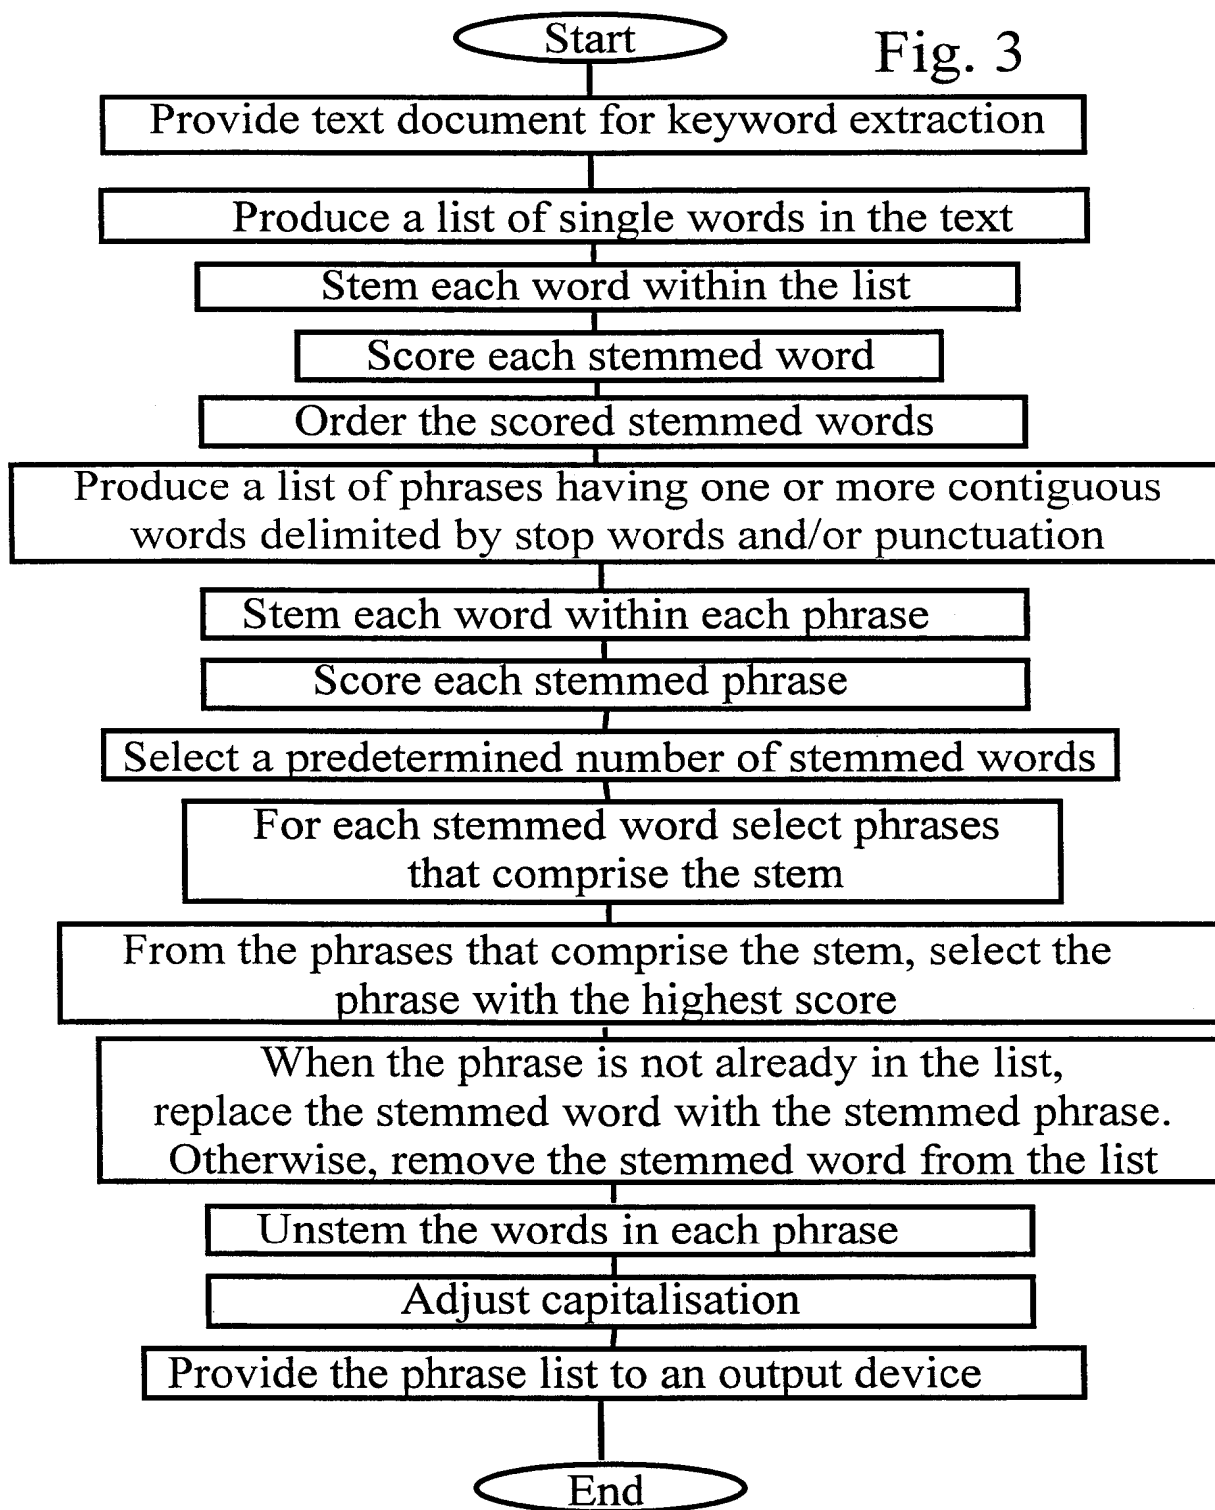 Start
Fig. 3
Provide text document for keyword extraction
Produce a list of single words in the text
Stem each word within the list
Score each stemmed word
Order the scored stemmed words
Produce a list of phrases having one or more contiguous
words delimited by stop words and/or punctuation
Stem each word within each phrase
Score each stemmed phrase
Select a predetermined number of stemmed words
For each stemmed word select phrases
that comprise the stem
From the phrases that comprise the stem, select the
phrase with the highest score
When the phrase is not already in the list,
replace the stemmed word with the stemmed phrase.
Otherwise, remove the stemmed word from the list
Unstem the words in each phrase
Adjust capitalisation
Provide the phrase list to an output device
End